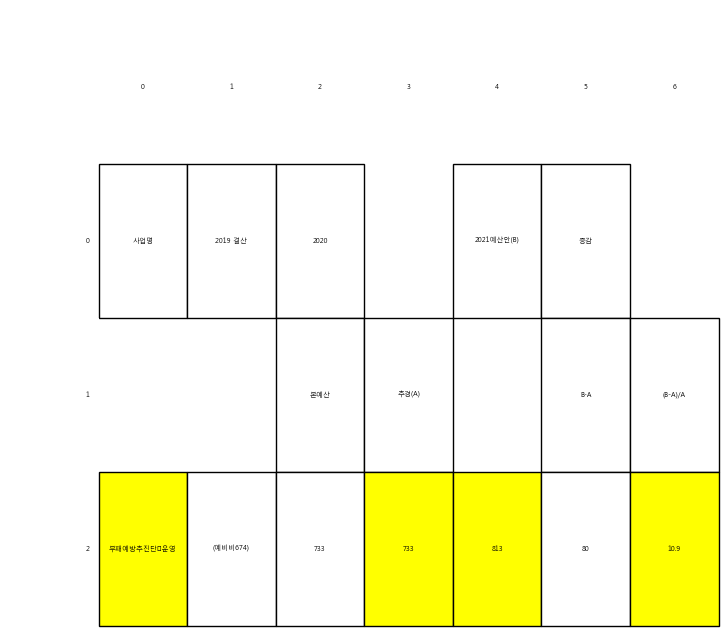 0 1 2 3 4 5 6
0 사업명 2019 결산 2020 2021예산안(B) 증감
1 본예산 추경(A) B-A (B-A)/A
2 부패예방추진단□운영 (예비비674) 733 733 813 80 10.9